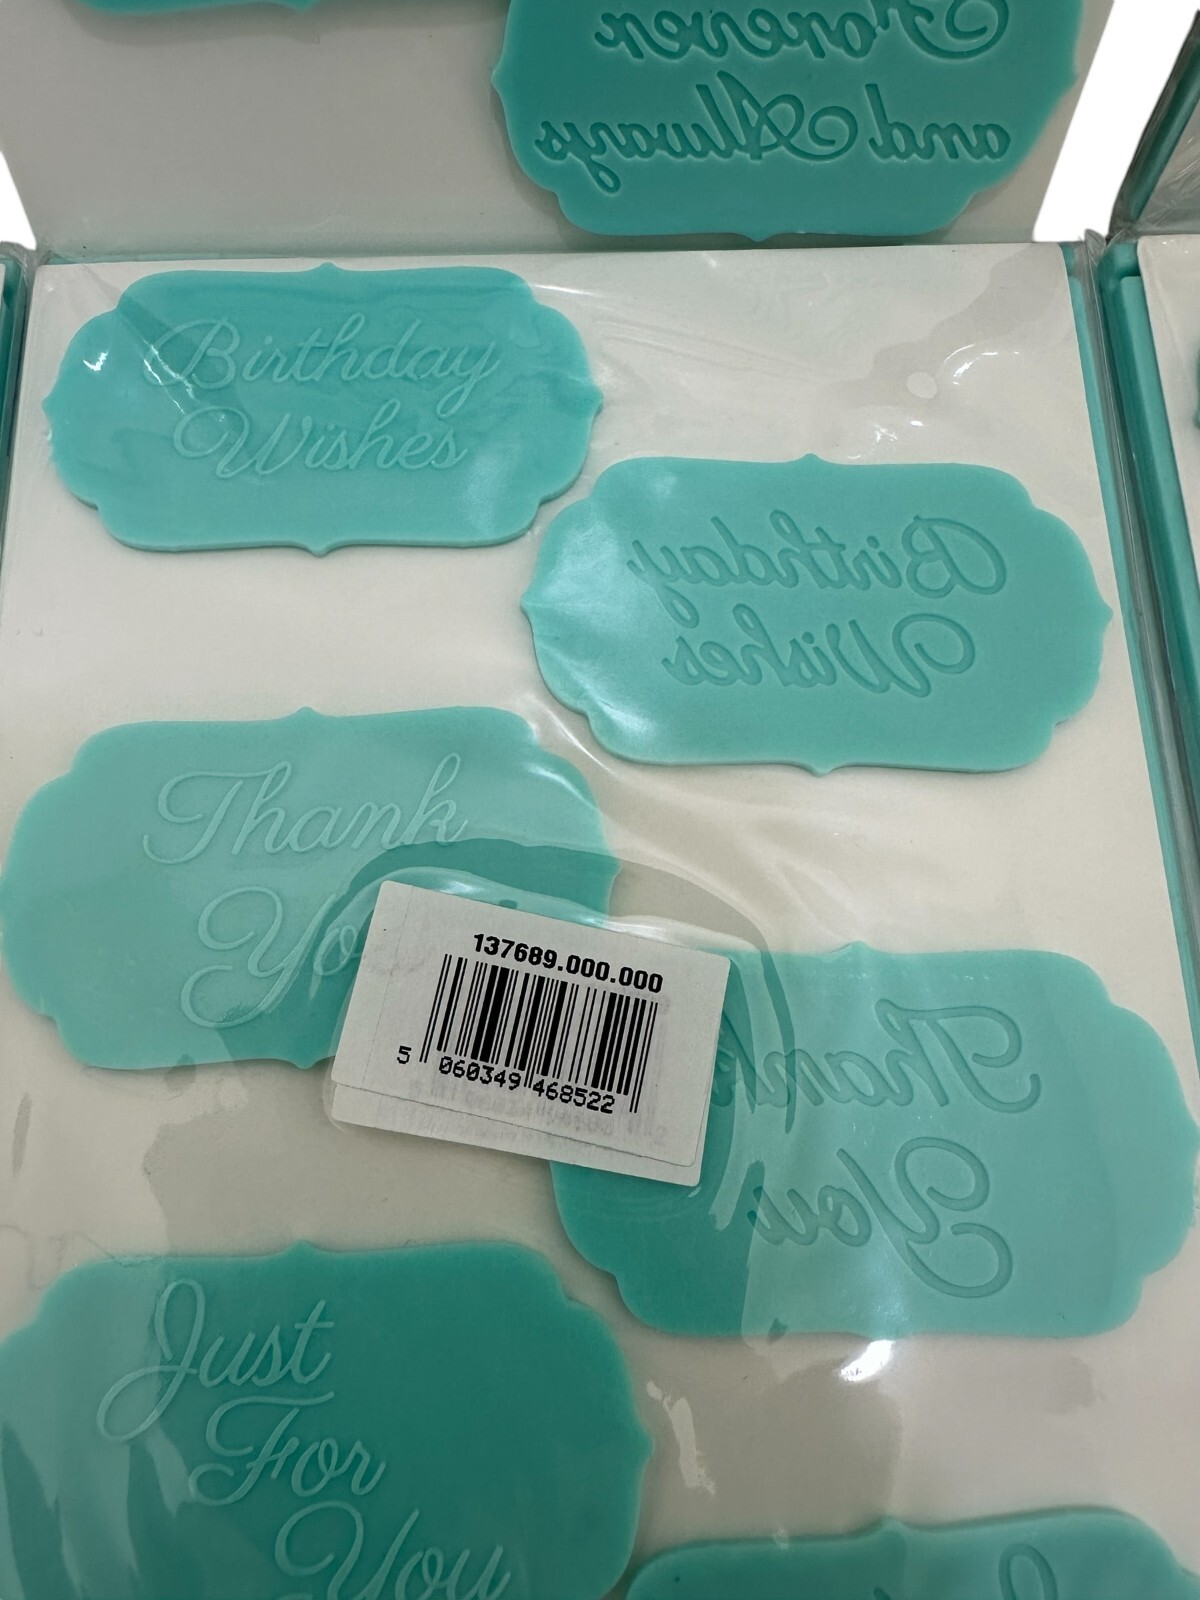 Forever
and Always
Birthday
Wishes
Birthday
Wishes
Thank
Yo
137689.000.000
5 060349 468522
Thank
You
Just
For
You